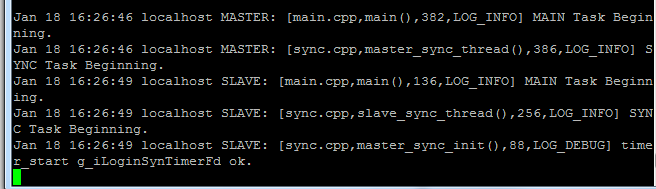 Jan 18 16:26:46 localhost MASTER: [main.cpp,main(),382,LOG_INFO] MAIN Task Begin
ning.
Jan 18 16:26:46 localhost MASTER: [sync.cpp,master_sync_thread(),386,LOG_INFO] S
YNC Task Beginning.
Jan 18 16:26:49 localhost SLAVE: [main.cpp,main(),136,LOG_INFO] MAIN Task Beginn
ing.
Jan 18 16:26:49 localhost SLAVE: [sync.cpp,slave_sync_thread(),256,LOG_INFO] SYN
C Task Beginning.
Jan 18 16:26:49 localhost SLAVE: [sync.cpp,master_sync_init(),88,LOG_DEBUG] time
r_start g_iLoginSynTimerFd ok.